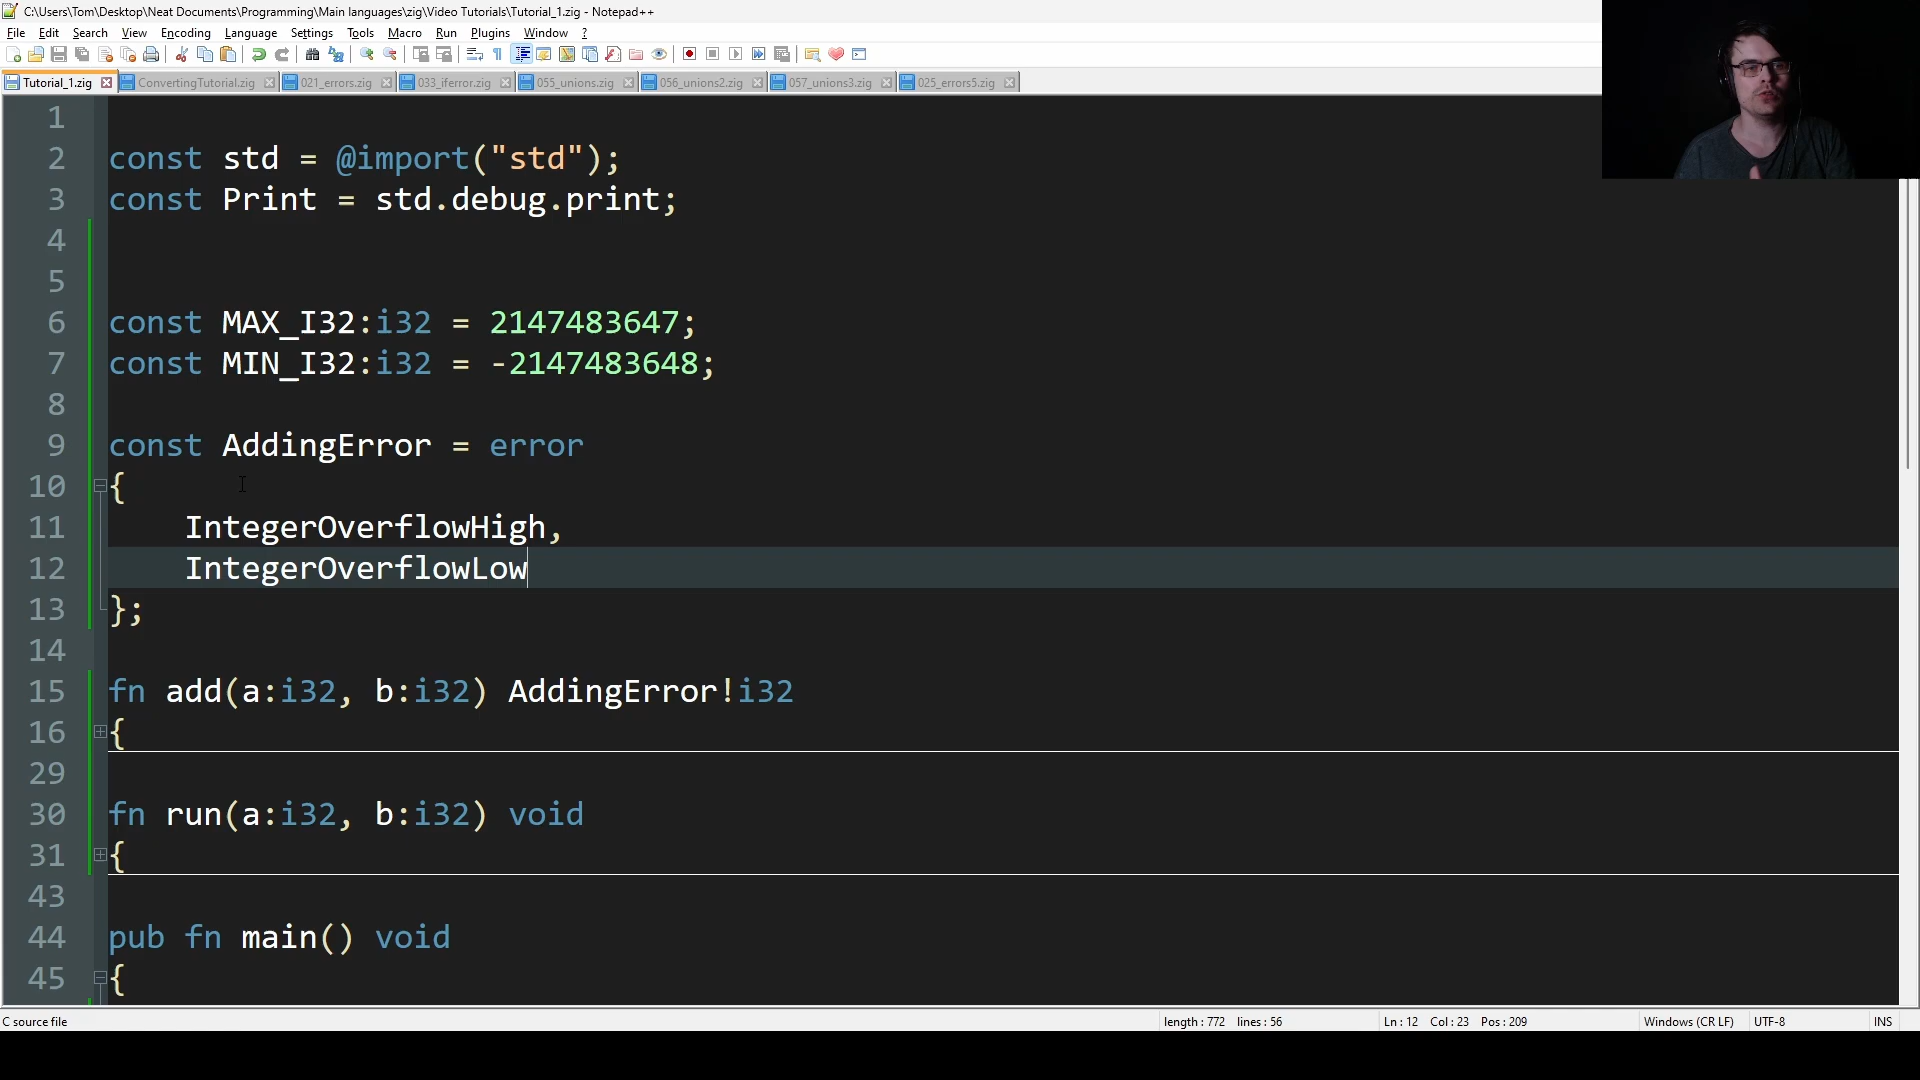 C:\Users\Tom\Desktop\Neat Documents\Programming\Main languages\zig\Video Tutorials\Tutorial_1.zig - Notepad++
File Edit Search View Encoding Language Settings Tools Macro Run Plugins Window ?
Tutorial_1.zig ConvertingTutorial.zig 021_errors.zig 033_iferror.zig 055_unions.zig 056_unions2.zig 057_unions3.zig 025_errors5.zig
1
2 const std = @import("std");
3 const Print = std.debug.print;
4
5
6 const MAX_I32:i32 = 2147483647;
7 const MIN_I32:i32 = -2147483648;
8
9 const AddingError = error
10 {
11 IntegerOverflowHigh,
12 IntegerOverflowLow
13 };
14
15 fn add(a:i32, b:i32) AddingError!i32
16 {
29
30 fn run(a:i32, b:i32) void
31 {
43
44 pub fn main() void
45 {
C source file length : 772 lines : 56 Ln : 12 Col : 23 Pos : 209 Windows (CR LF) UTF-8 INS